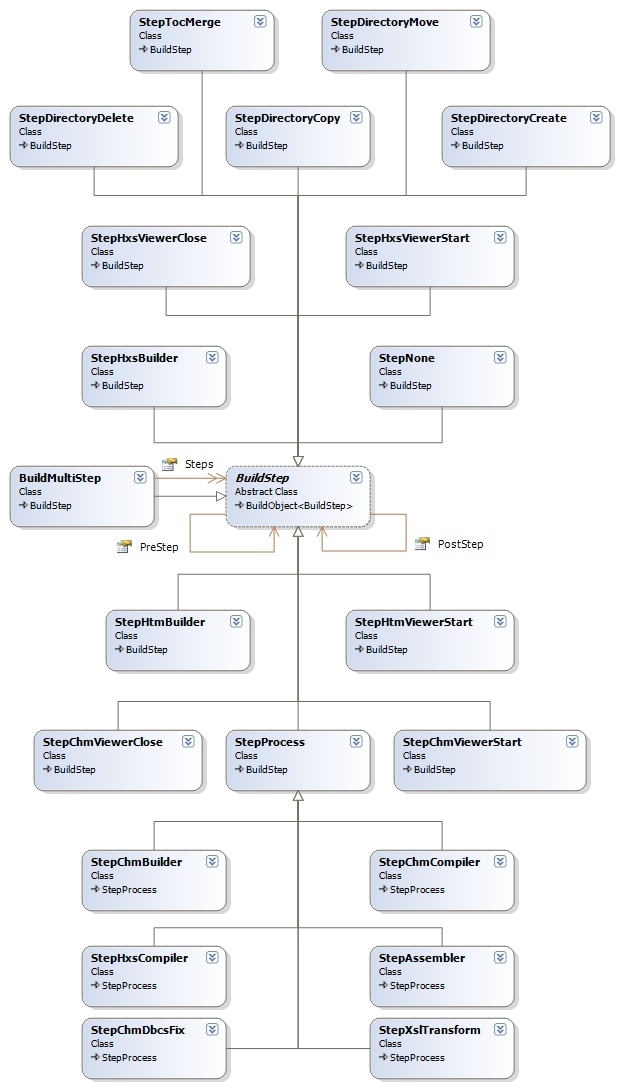 StepTocMerge
Class
BuildStep
StepDirectoryMove
Class
BuildStep
StepDirectoryDelete
Class
BuildStep
StepDirectoryCopy
Class
BuildStep
StepDirectoryCreate
Class
BuildStep
StepHxsViewerClose
Class
BuildStep
StepHxsViewerStart
Class
BuildStep
StepHxsBuilder
Class
BuildStep
StepNone
Class
BuildStep
BuildMultiStep
Class
BuildStep
Steps
BuildStep
Abstract Class
BuildObject<BuildStep>
PreStep
PostStep
StepHtmBuilder
Class
BuildStep
StepHtmViewerStart
Class
BuildStep
StepChmViewerClose
Class
BuildStep
StepProcess
Class
BuildStep
StepChmViewerStart
Class
BuildStep
StepChmBuilder
Class
StepProcess
StepChmCompiler
Class
StepProcess
StepHxsCompiler
Class
StepProcess
StepAssembler
Class
StepProcess
StepChmDbcsFix
Class
StepProcess
StepXslTransform
Class
StepProcess